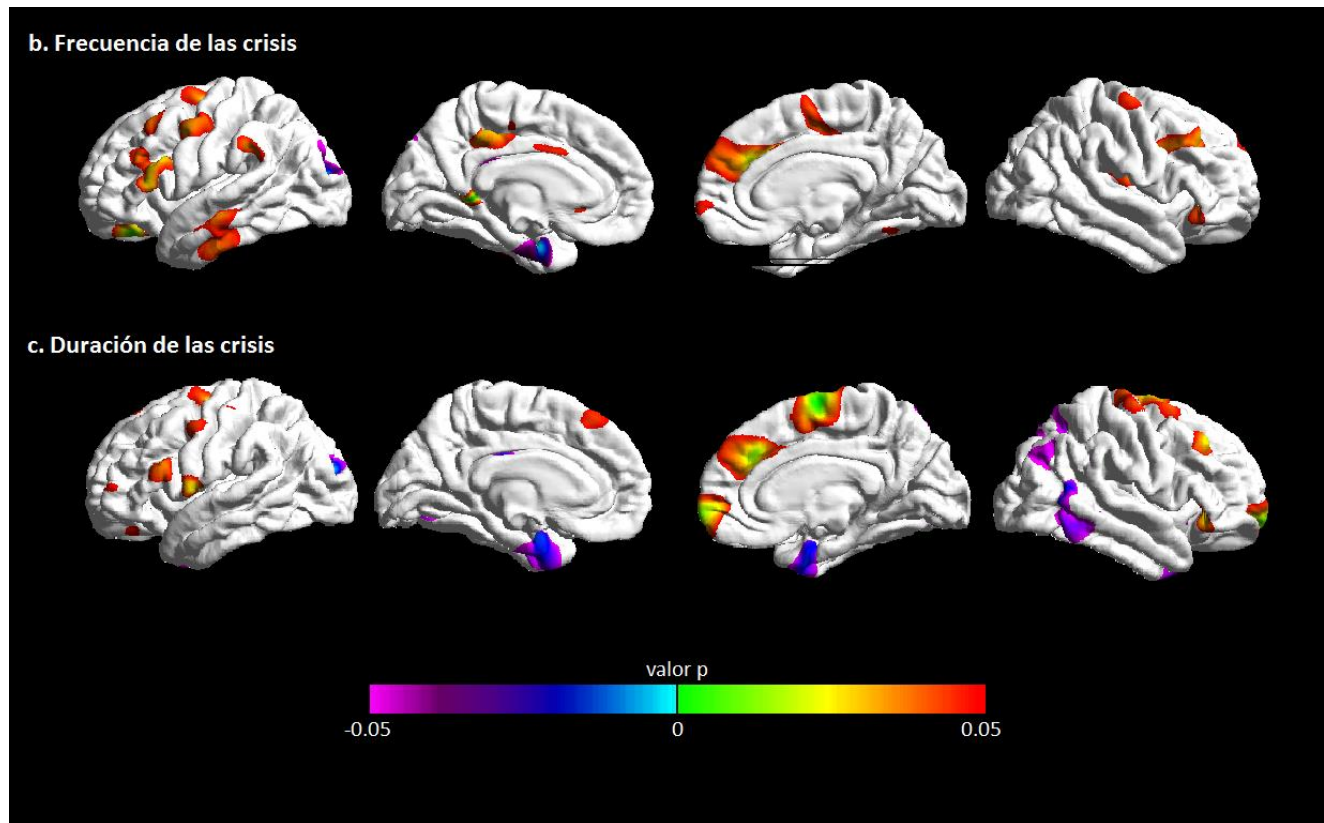 b. Frecuencia de las crisis
c. Duración de las crisis
valor p
-0.05 0 0.05